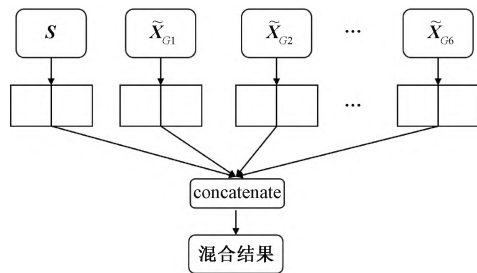 S X̃_{G1} X̃_{G2} ... X̃_{G6}
...
concatenate
混合结果